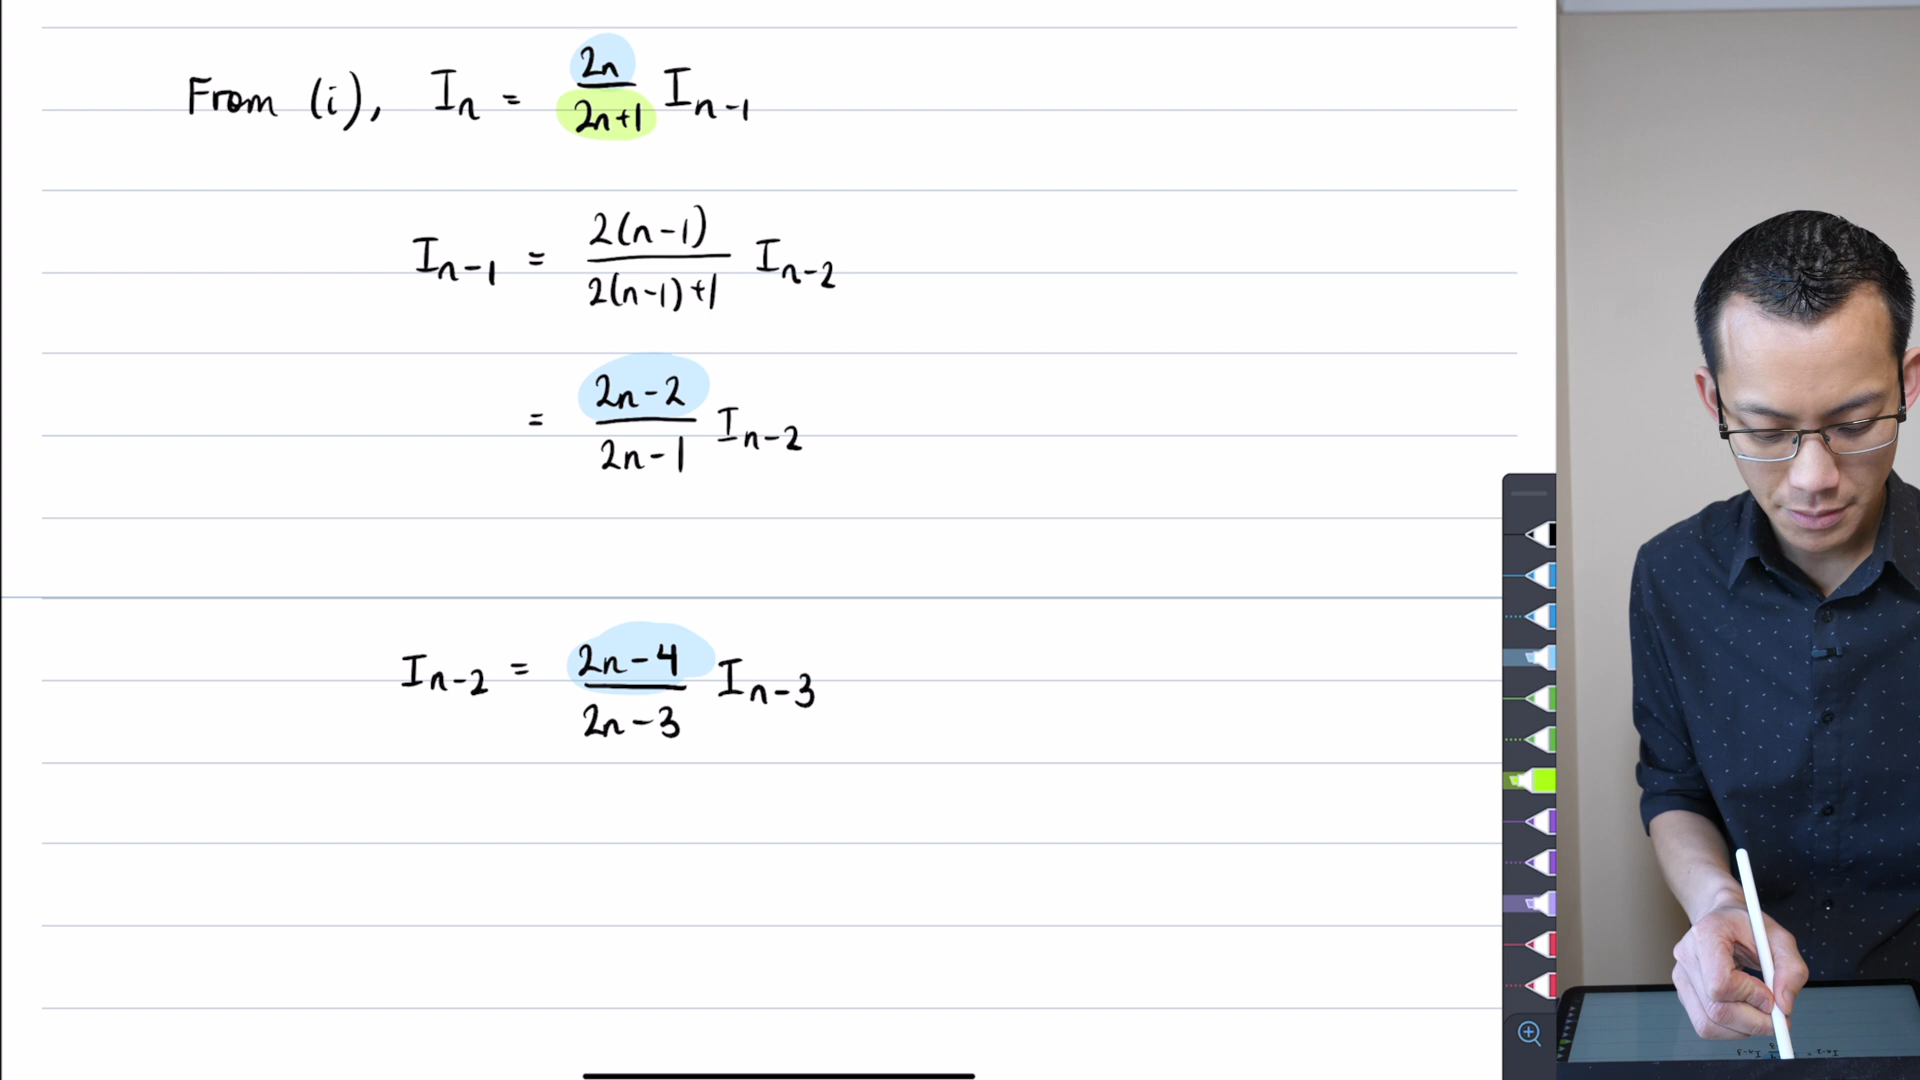 From (i), Iₙ = 2n/(2n+1) Iₙ₋₁
Iₙ₋₁ = 2(n-1)/(2(n-1)+1) Iₙ₋₂
= (2n-2)/(2n-1) Iₙ₋₂
Iₙ₋₂ = (2n-4)/(2n-3) Iₙ₋₃